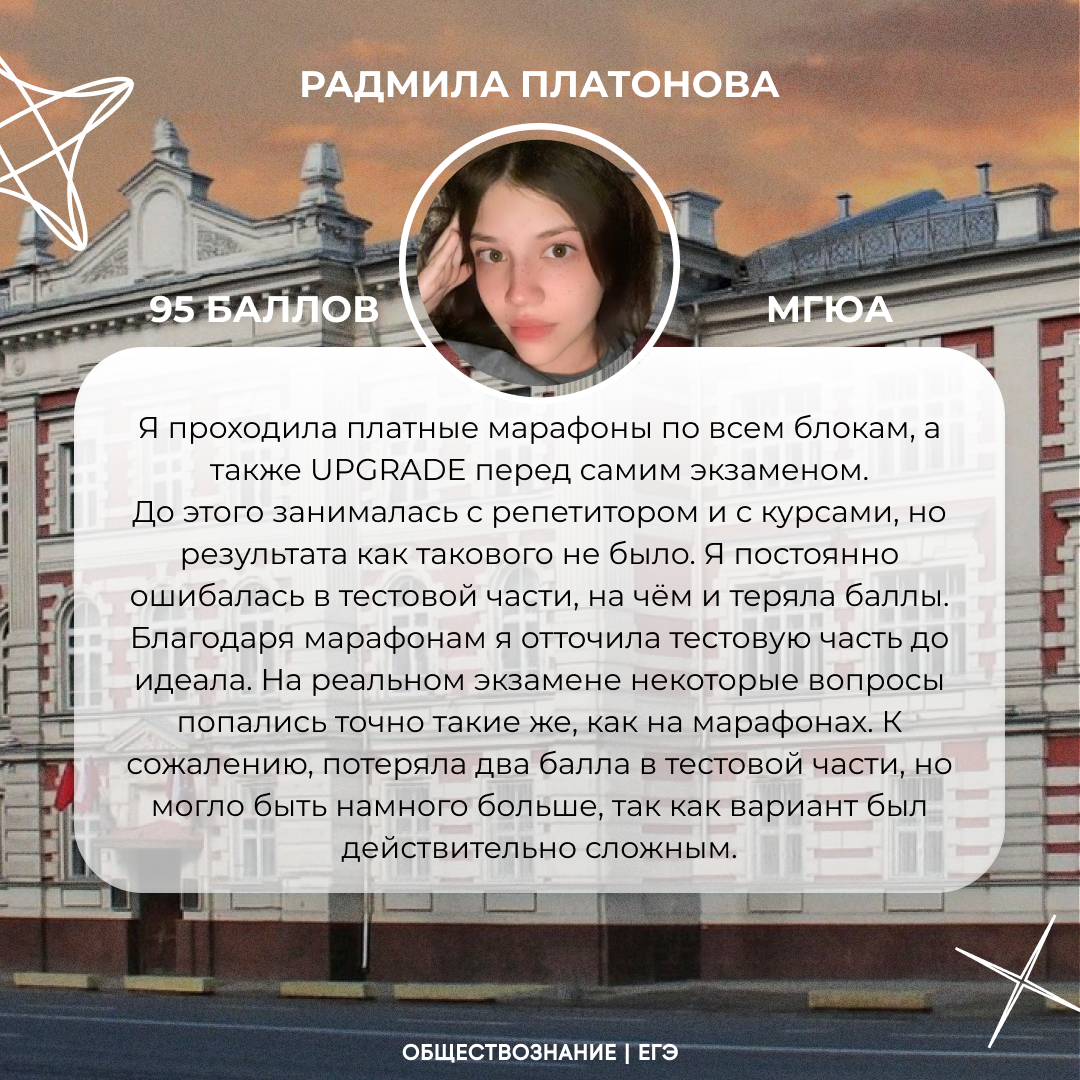 РАДМИЛА ПЛАТОНОВА
95 БАЛЛОВ
МГЮА
Я проходила платные марафоны по всем блокам, а
также UPGRADE перед самим экзаменом.
До этого занималась с репетитором и с курсами, но
результата как такового не было. Я постоянно
ошибалась в тестовой части, на чём и теряла баллы.
Благодаря марафонам я отточила тестовую часть до
идеала. На реальном экзамене некоторые вопросы
попались точно такие же, как на марафонах. К
сожалению, потеряла два балла в тестовой части, но
могло быть намного больше, так как вариант был
действительно сложным.
ОБЩЕСТВОЗНАНИЕ | ЕГЭ